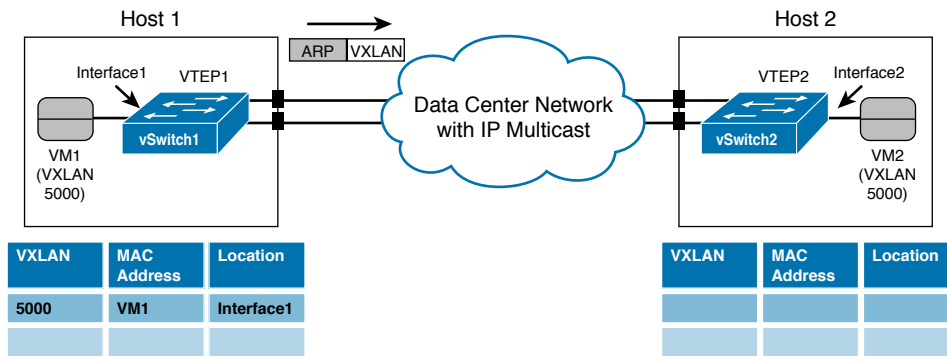 Host 1
Host 2
ARP VXLAN
Interface1
VTEP1
VTEP2
Interface2
Data Center Network
with IP Multicast
vSwitch1
vSwitch2
VM1
(VXLAN
5000)
VM2
(VXLAN
5000)
VXLAN MAC Address Location
5000 VM1 Interface1
VXLAN MAC Address Location